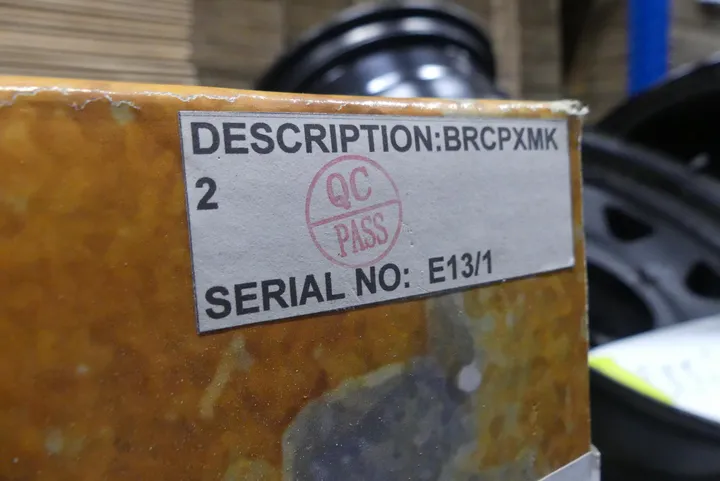 DESCRIPTION:BRCPXMK
2
QC
PASS
SERIAL NO: E13/1